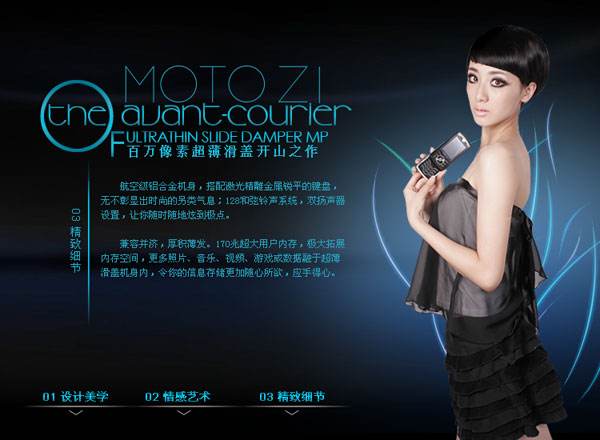 MOTO ZI
the avant-courier
OF ULTRATHIN SLIDE DAMPER MP
百万像素超薄滑盖开山之作
03 精致细节
航空级铝合金机身，搭配激光精雕金属锐平的键盘，
无不彰显出时尚的另类气息；128和弦铃声系统，双扬声器
设置，让你随时随地炫到极点。
兼容并济，厚积薄发。170兆超大用户内存，极大拓展
内存空间，更多照片、音乐、视频、游戏或数据融于超薄
滑盖机身内，令你的信息存储更加随心所欲，应手得心。
01 设计美学
02 情感艺术
03 精致细节